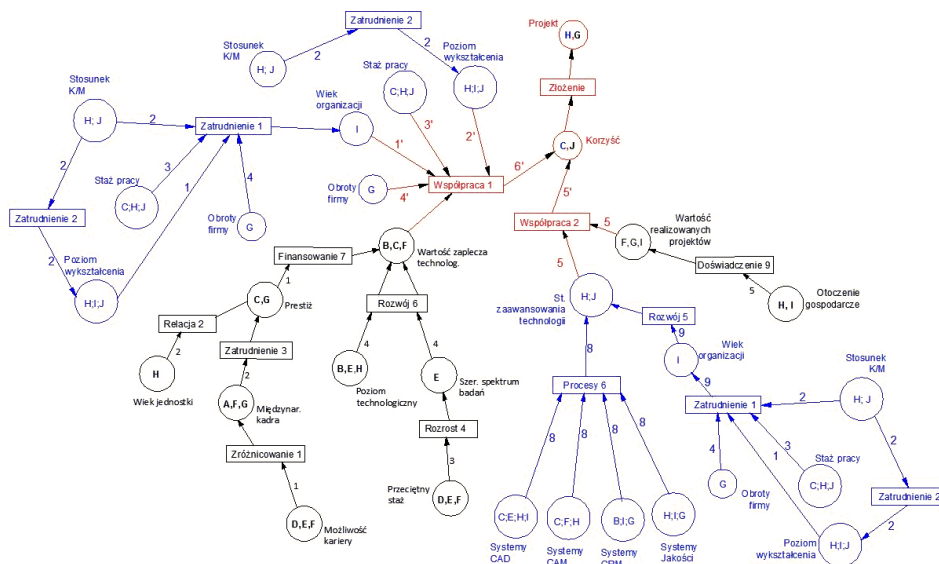 Projekt
H,G
Zatrudnienie 2
Stosunek
K/M
H; J
2
2
Poziom
wykształcenia
H;I;J
Staż pracy
C;H;J
Złożenie
Stosunek
K/M
H; J
2
Zatrudnienie 1
Wiek
organizacji
I
1'
3'
2'
C,J
Korzyść
6'
2
3
1
4
Staż pracy
C;H;J
Zatrudnienie 2
2
Poziom
wykształcenia
H;I;J
Obroty
firmy
G
Obroty
firmy
G
4'
Współpraca 1
5'
Współpraca 2
5
Wartość
realizowanych
projektów
F,G,I
Doświadczenie 9
5
Otoczenie
gospodarcze
H, I
B,C,F
Wartość zaplecza
technolog.
Finansowanie 7
1
C,G
Prestiż
Relacja 2
2
H
Wiek jednostki
Zatrudnienie 3
2
A,F,G
Międzynar.
kadra
Zróżnicowanie 1
1
D,E,F
Możliwość
kariery
Rozwój 6
4
4
B,E,H
Poziom
technologiczny
E
Szer. spektrum
badań
Rozrost 4
3
Przeciętny
staż
D,E,F
5
St.
zaawansowania
technologii
H;J
Rozwój 5
9
Wiek
organizacji
I
9
8
Procesy 6
8
8
8
8
C;E;H;I
C;F;H
B;I;G
H;I;G
Systemy
CAD
Systemy
CAM
Systemy
CRM
Systemy
Jakości
Zatrudnienie 1
2
Stosunek
K/M
H; J
4
1
3
2
G
Obroty
firmy
Staż pracy
C;H;J
Zatrudnienie 2
2
Poziom
wykształcenia
H;I;J